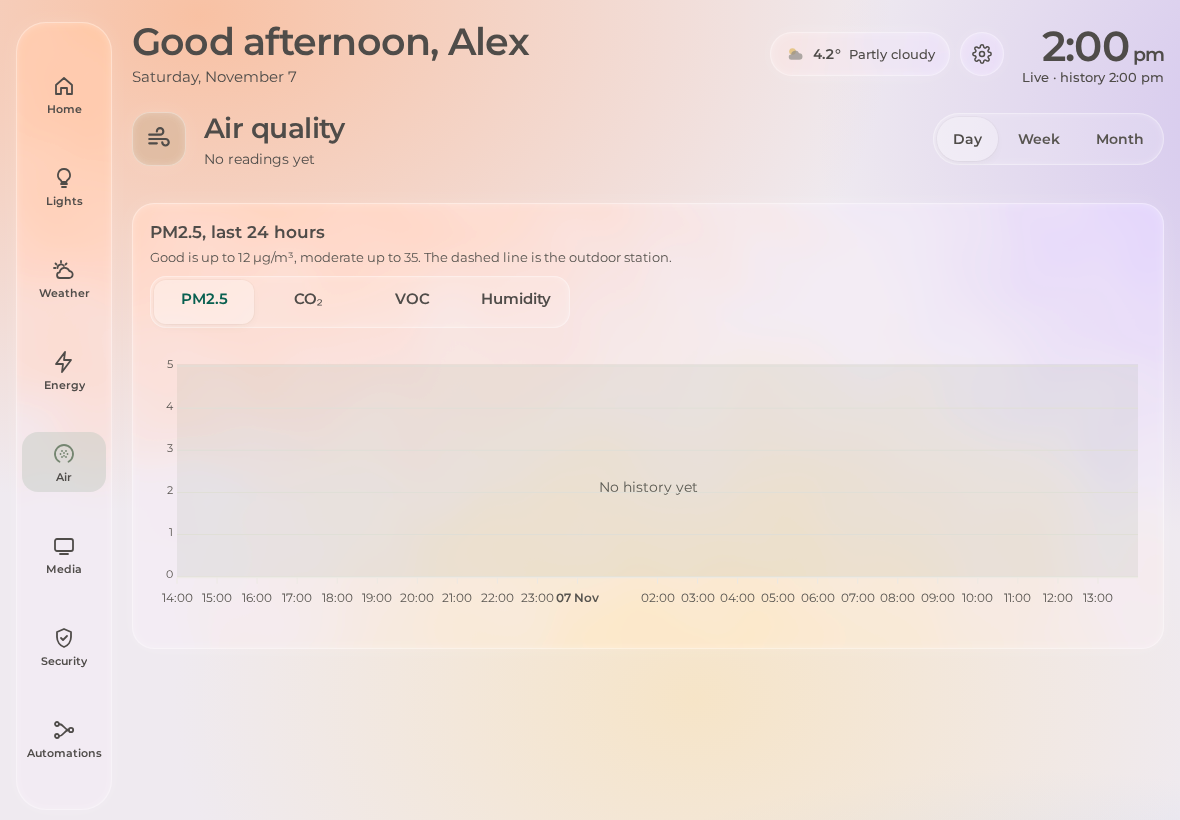 Good afternoon, Alex
Saturday, November 7
4.2° Partly cloudy
2:00 pm
Live · history 2:00 pm
Home
Lights
Weather
Energy
Air
Media
Security
Automations
Air quality
No readings yet
Day Week Month
PM2.5, last 24 hours
Good is up to 12 µg/m³, moderate up to 35. The dashed line is the outdoor station.
PM2.5 CO₂ VOC Humidity
5
4
3
2
1
0
No history yet
14:00 15:00 16:00 17:00 18:00 19:00 20:00 21:00 22:00 23:00 07 Nov 02:00 03:00 04:00 05:00 06:00 07:00 08:00 09:00 10:00 11:00 12:00 13:00